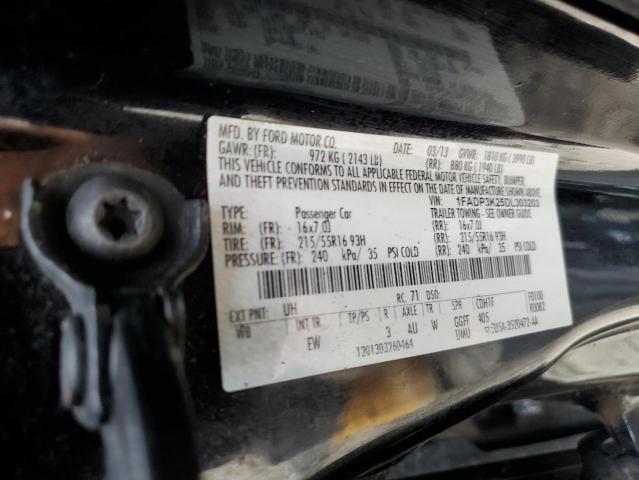 MFD. BY FORD MOTOR CO. DATE: 03/13 GVWR: 1810 KG (3990 LB)
GAWR: (FR): 972 KG (2143 LB) (RR): 880 KG (1940 LB)
THIS VEHICLE CONFORMS TO ALL APPLICABLE FEDERAL MOTOR VEHICLE SAFETY, BUMPER,
AND THEFT PREVENTION STANDARDS IN EFFECT ON THE DATE OF MANUFACTURE SHOWN ABOVE.
VIN: 1FADP3K25DL303203
TYPE: Passenger Car TRAILER TOWING - SEE OWNER GUIDE
RIM: (FR): 16x7.0J (RR): 16x7.0J
TIRE: (FR): 215/55R16 93H (RR): 215/55R16 93H
PRESSURE: (FR): 240 kPa/ 35 PSI COLD (RR): 240 kPa/ 35 PSI COLD
EXT PNT: UH RC: 71 DSO: F0100
WB INT TR TP/PS R AXLE TR SPR CDH1F R0082
EW 3 AU W GGFF 405
1201303260464 UMU